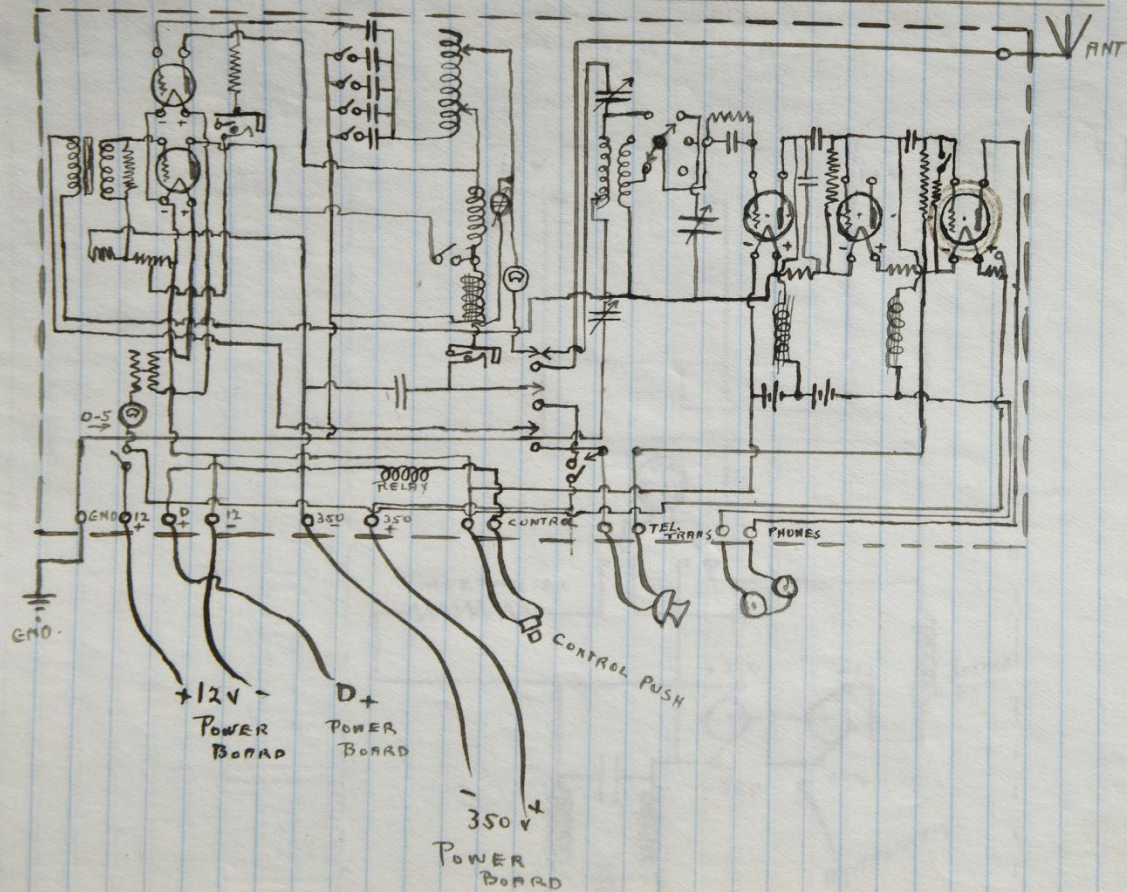 ANT
- +
- +
- +
- +
- +
0-5
RELAY
GND
12 +
D +
12 -
350 -
350 +
CONTROL
TEL. TRANS
PHONES
GND.
CONTROL PUSH
+12V -
POWER
BOARD
D+
POWER
BOARD
- 350 V +
POWER
BOARD